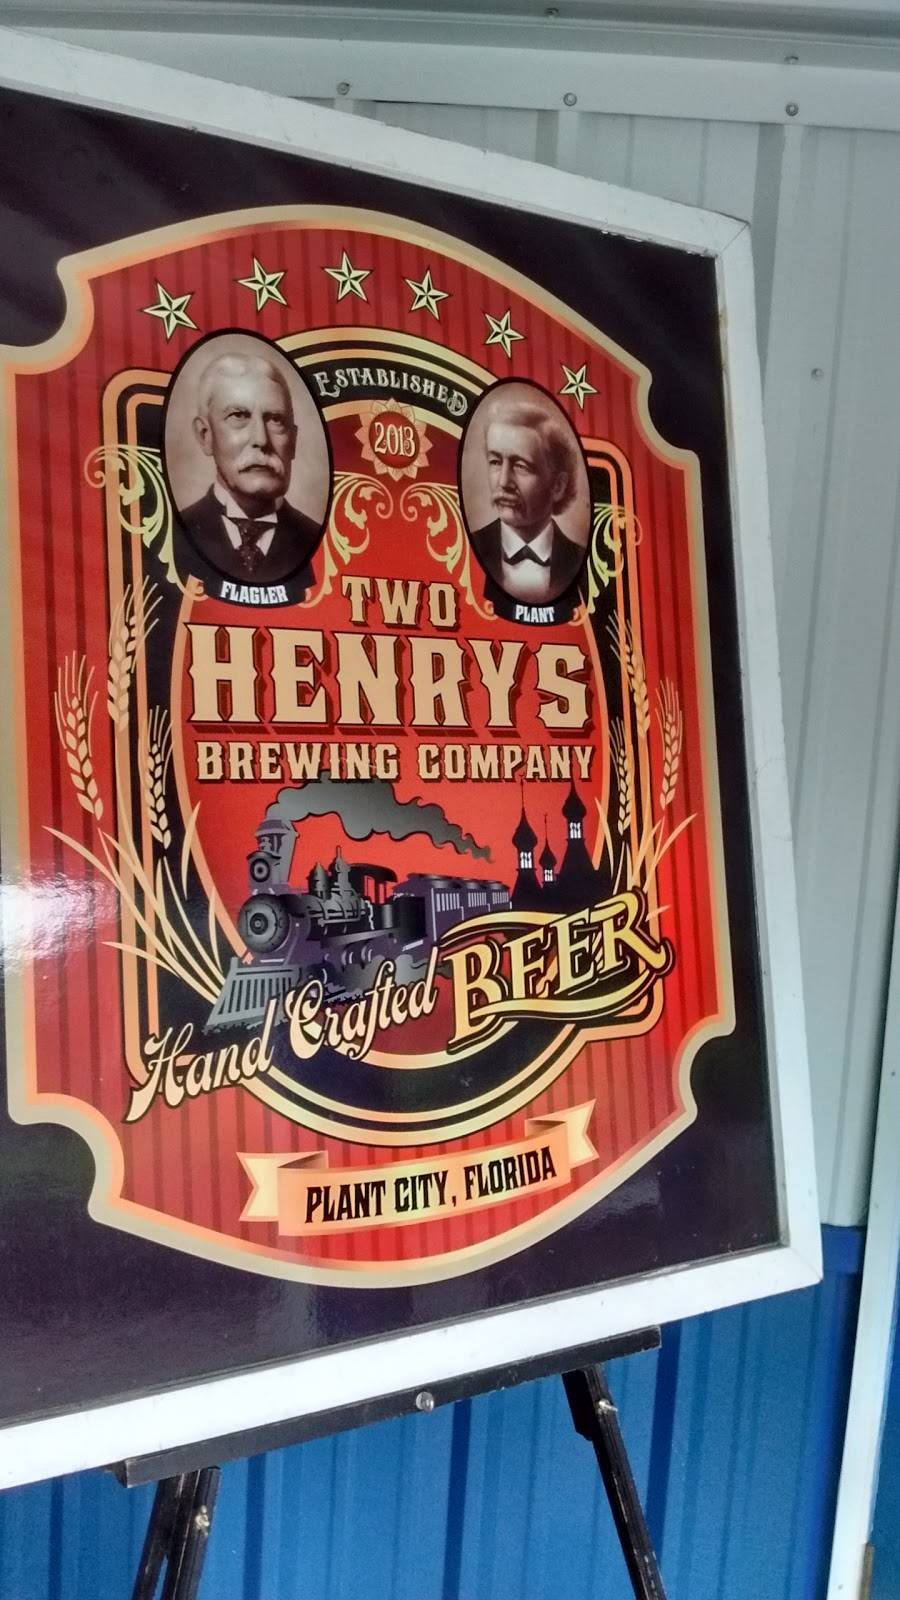 ESTABLISHED
2013
FLAGLER
PLANT
TWO
HENRYS
BREWING COMPANY
Hand Crafted BEER
PLANT CITY, FLORIDA